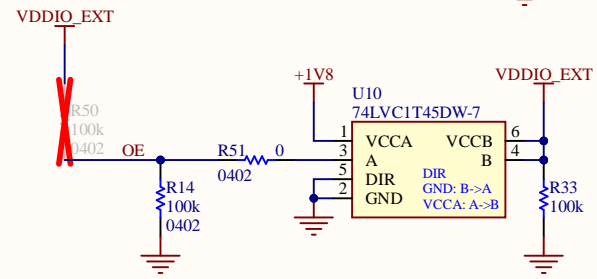 VDDIO_EXT
R50
100k
0402
OE
R14
100k
0402
R51
0
0402
+1V8
U10
74LVC1T45DW-7
1
VCCA
VCCB
6
3
A
B
4
5
DIR
2
GND
DIR
GND: B->A
VCCA: A->B
VDDIO_EXT
R33
100k